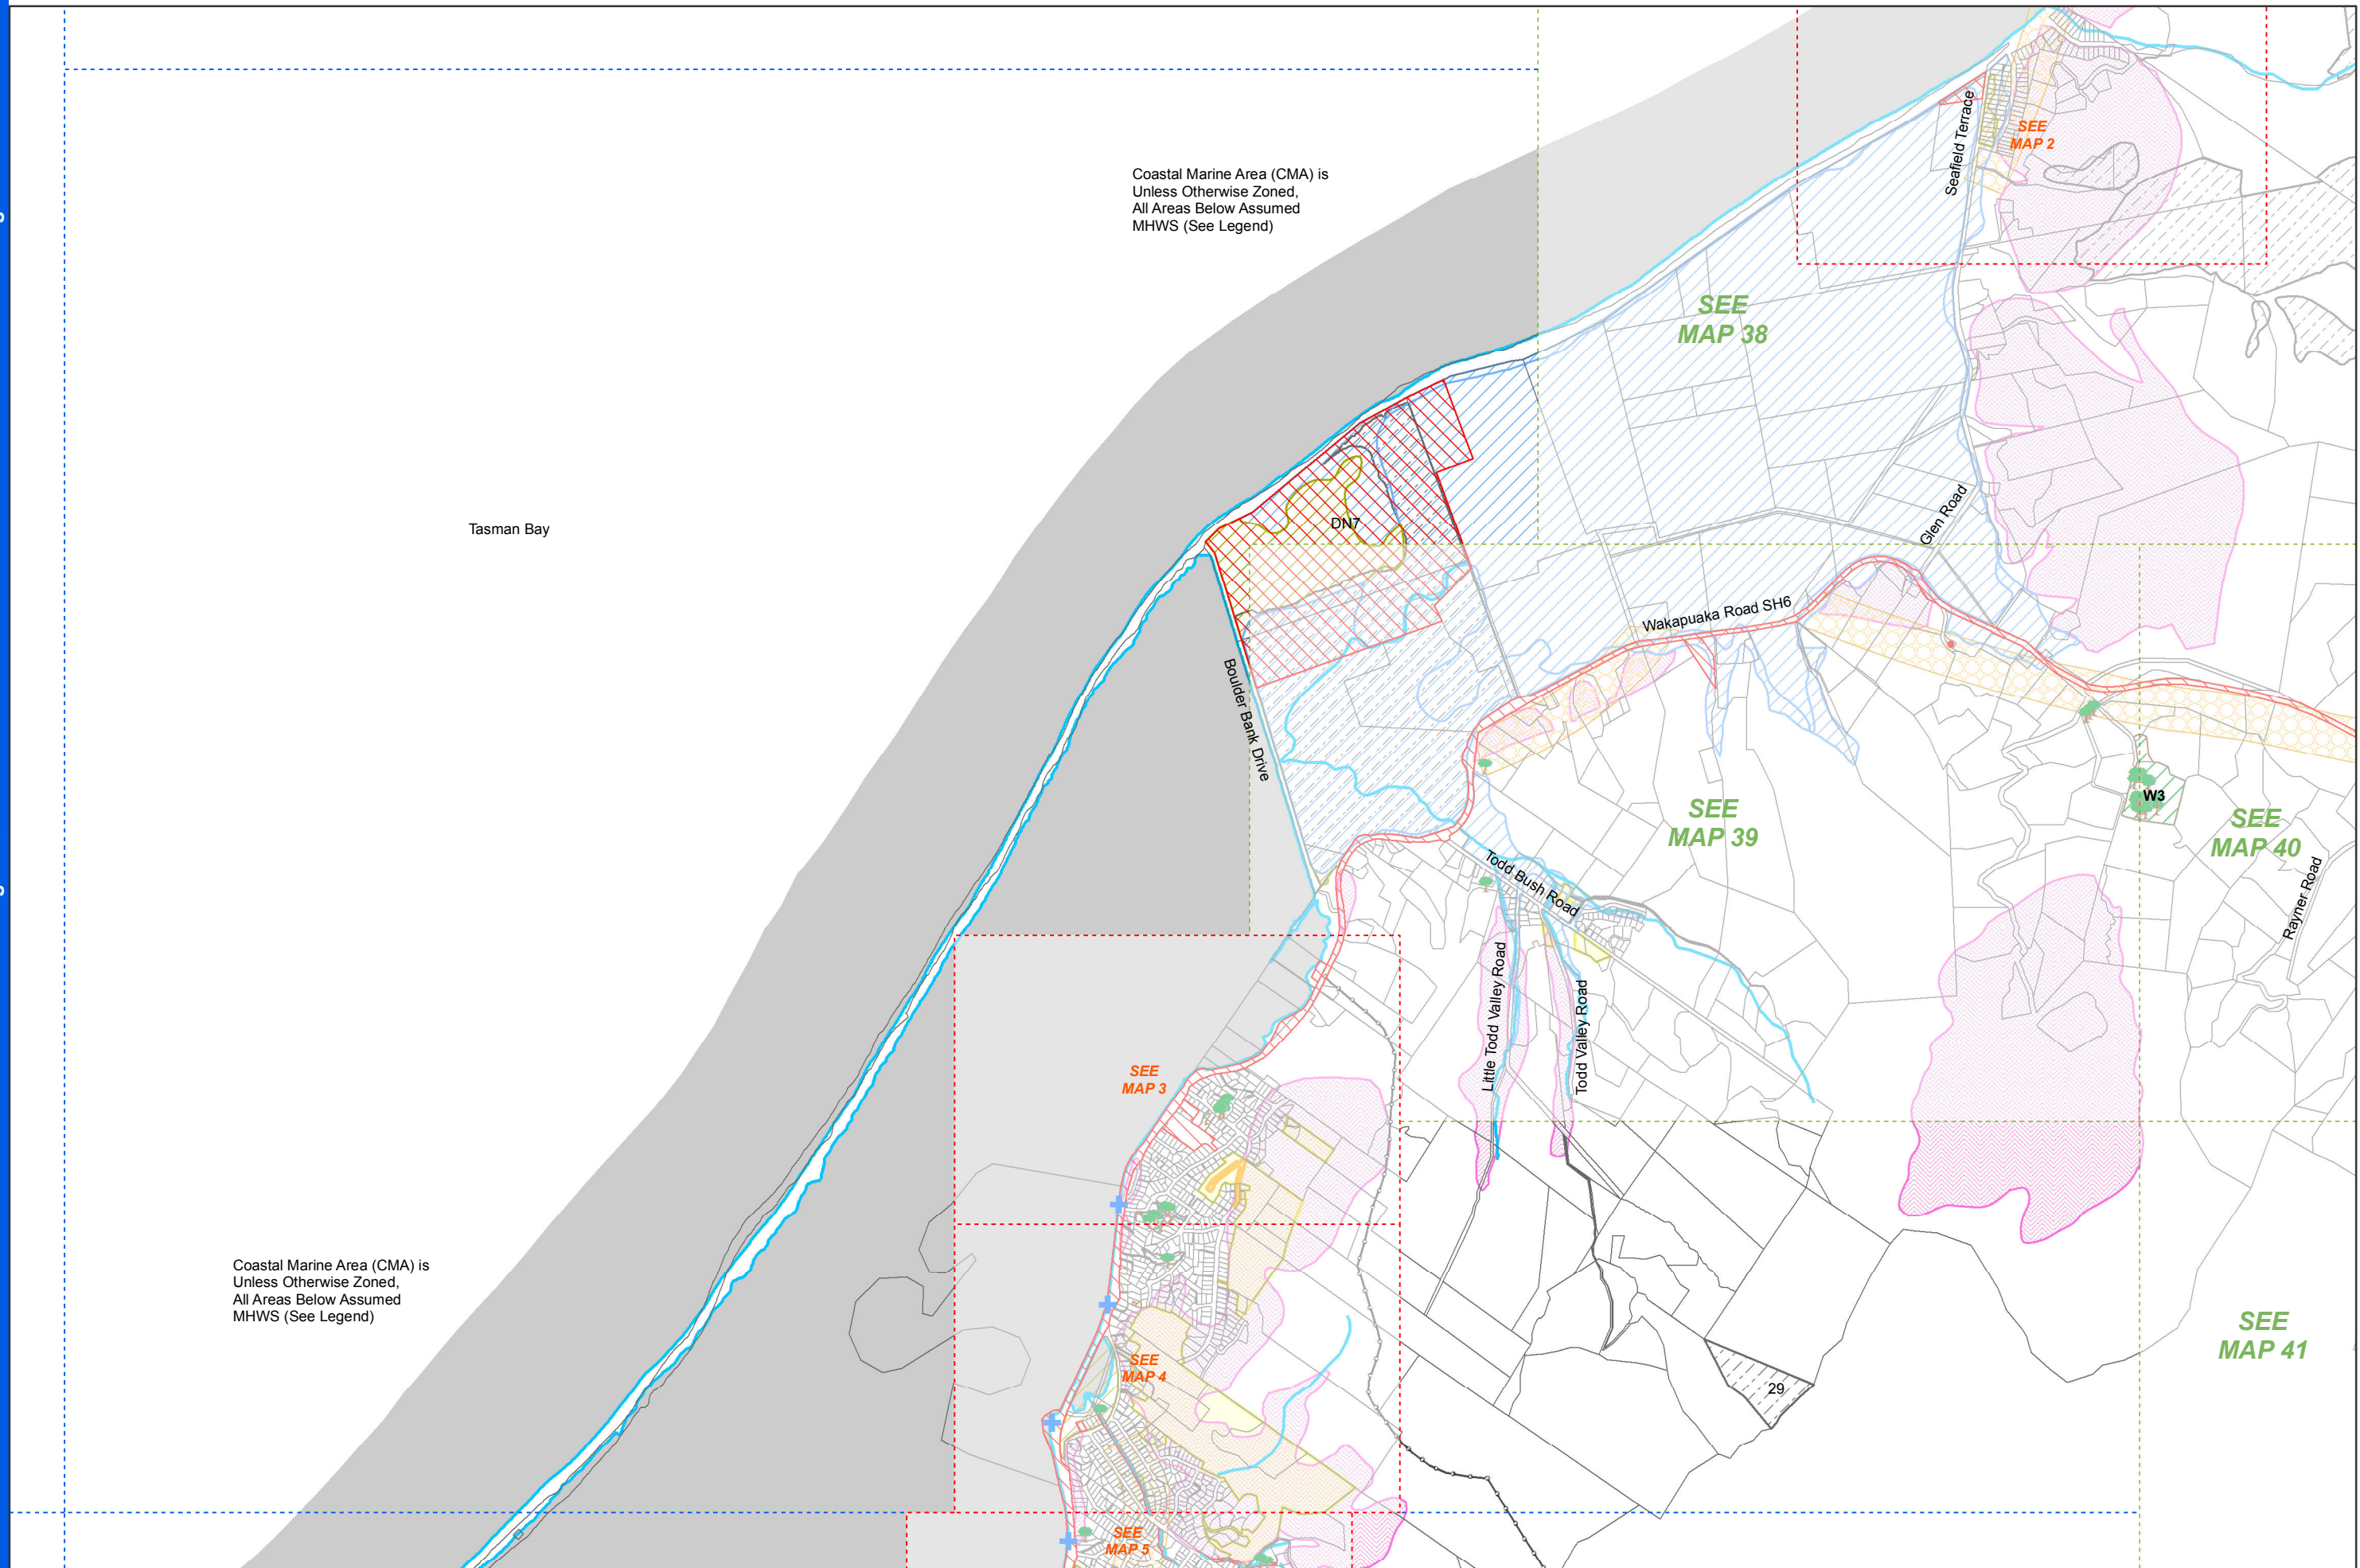 SEE
MAP 2
Seafield Terrace
Coastal Marine Area (CMA) is
Unless Otherwise Zoned,
All Areas Below Assumed
MHWS (See Legend)
SEE
MAP 38
Tasman Bay
DN7
Glen Road
Wakapuaka Road SH6
Boulder Bank Drive
W3
SEE
MAP 39
SEE
MAP 40
Rayner Road
Todd Bush Road
Little Todd Valley Road
Todd Valley Road
SEE
MAP 3
Coastal Marine Area (CMA) is
Unless Otherwise Zoned,
All Areas Below Assumed
MHWS (See Legend)
SEE
MAP 41
SEE
MAP 4
29
SEE
MAP 5